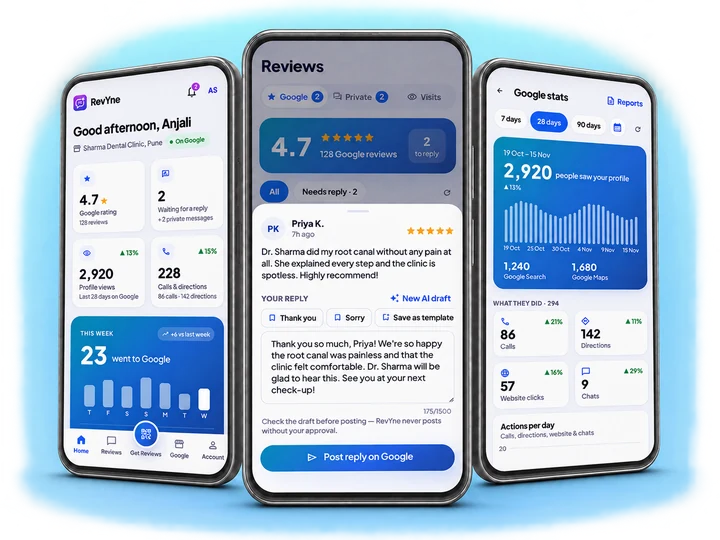 RevYne
2
AS
Good afternoon, Anjali
Sharma Dental Clinic, Pune
On Google
4.7
Google rating
128 reviews
2
Waiting for a reply
+2 private messages
▲13%
2,920
Profile views
Last 28 days on Google
▲15%
228
Calls & directions
86 calls · 142 directions
THIS WEEK
+6 vs last week
23 went to Google
T F S S M T W
Home
Reviews
Get Reviews
Google
Account
Reviews
Google 2
Private 2
Visits
4.7
128 Google reviews
2
to reply
All
Needs reply · 2
PK
Priya K.
7h ago
Dr. Sharma did my root canal without any pain at
all. She explained every step and the clinic is
spotless. Highly recommend!
YOUR REPLY
New AI draft
Thank you
Sorry
Save as template
Thank you so much, Priya! We're so happy
the root canal was painless and that the
clinic felt comfortable. Dr. Sharma will be
glad to hear this. See you at your next
check-up!
175/1500
Check the draft before posting — RevYne never posts
without your approval.
Post reply on Google
Google stats
Reports
7 days
28 days
90 days
19 Oct – 15 Nov
2,920 people saw your profile
▲13%
19 Oct 25 Oct 30 Oct 4 Nov 9 Nov 15 Nov
1,240
Google Search
1,680
Google Maps
WHAT THEY DID · 294
▲21%
86
Calls
▲11%
142
Directions
▲16%
57
Website clicks
▲29%
9
Chats
Actions per day
Calls, directions, website & chats
20